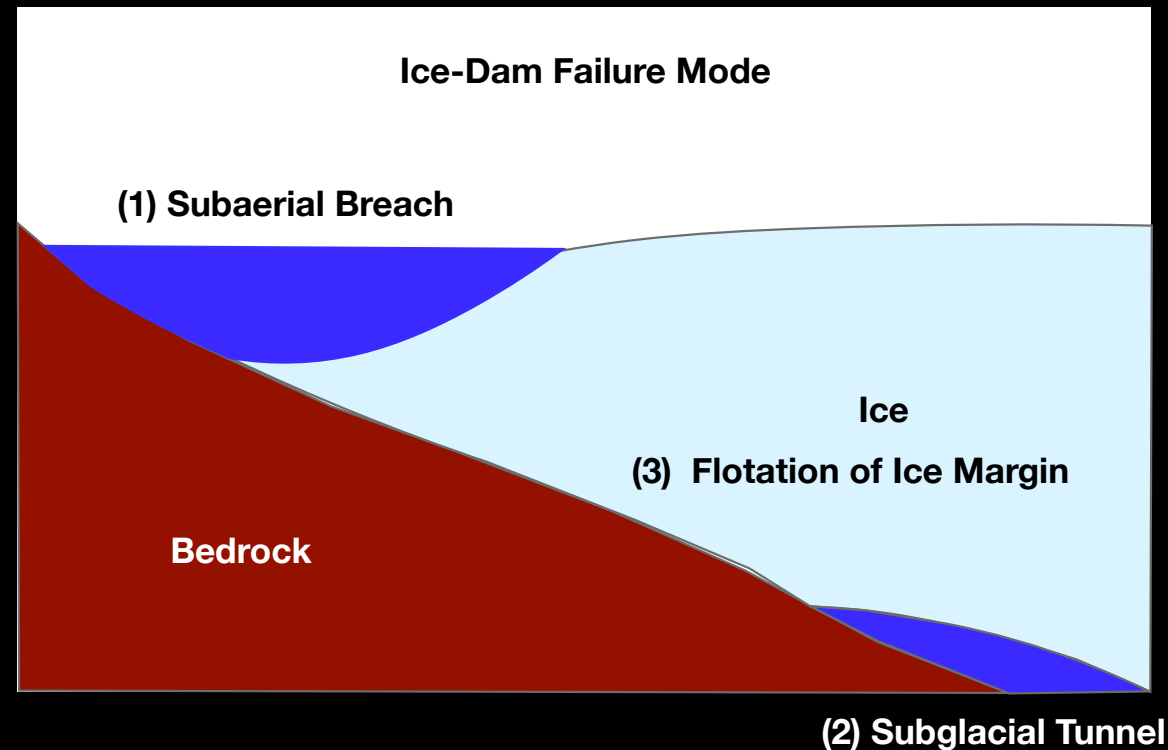 Ice-Dam Failure Mode
(1) Subaerial Breach
Ice
(3) Flotation of Ice Margin
Bedrock
(2) Subglacial Tunnel